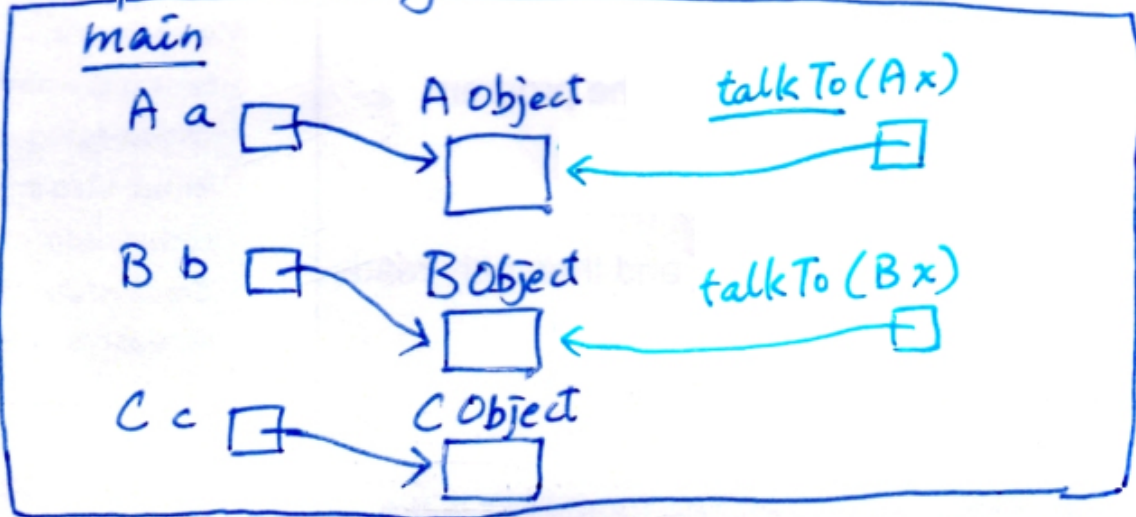 main
A a
A Object
talkTo(A x)
B b
B Object
talkTo (B x)
C c
C Object